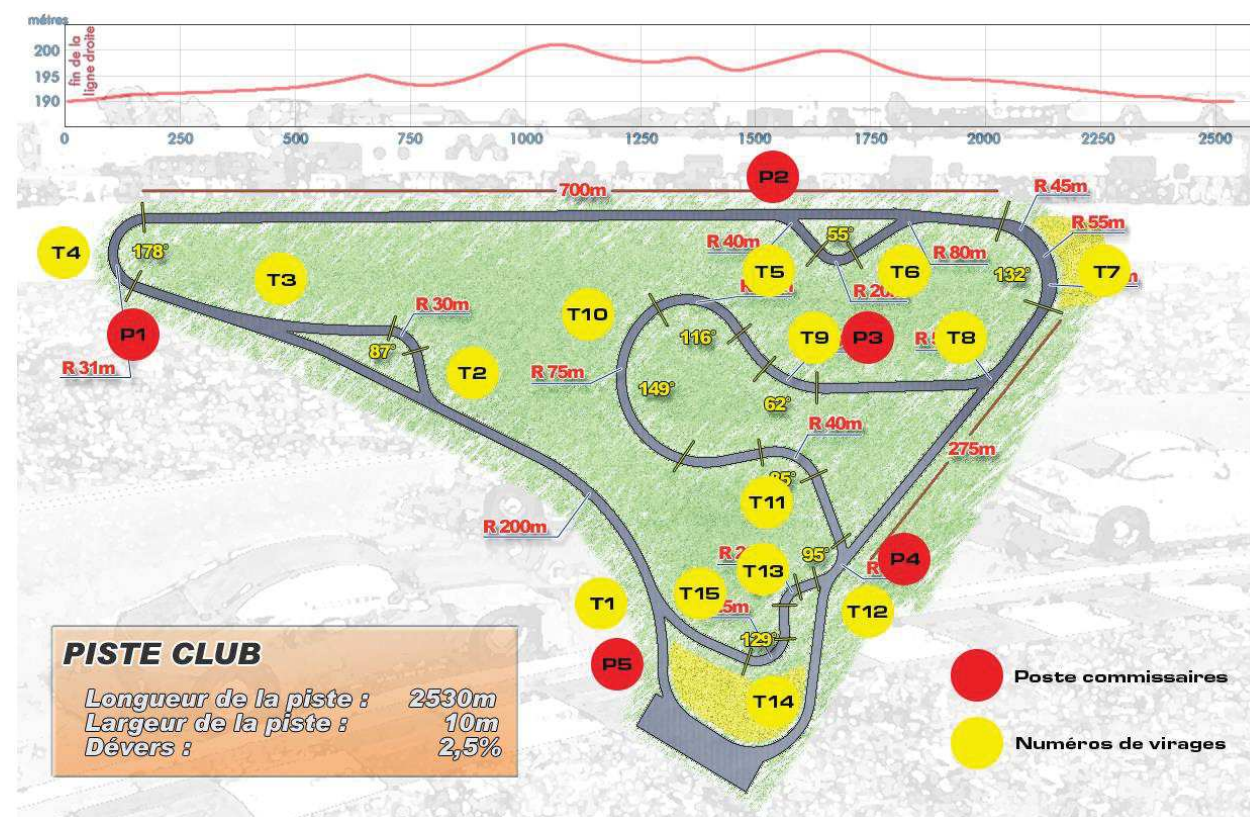 métres
200
195
190
fin de la
ligne droite
0
250
500
750
1000
1250
1500
1750
2000
2250
2500
P2
700m
R 45m
R 55m
T4
178°
T3
R 40m
55°
R 80m
T5
T6
132°
T7
R 30m
T10
P1
87°
116°
T9
P3
T8
R 31m
T2
R 75m
149°
62°
R 40m
275m
T11
R 200m
95°
P4
T13
T15
T1
T12
129°
P5
T14
PISTE CLUB
Longueur de la piste : 2530m
Largeur de la piste : 10m
Dévers : 2,5%
Poste commissaires
Numéros de virages